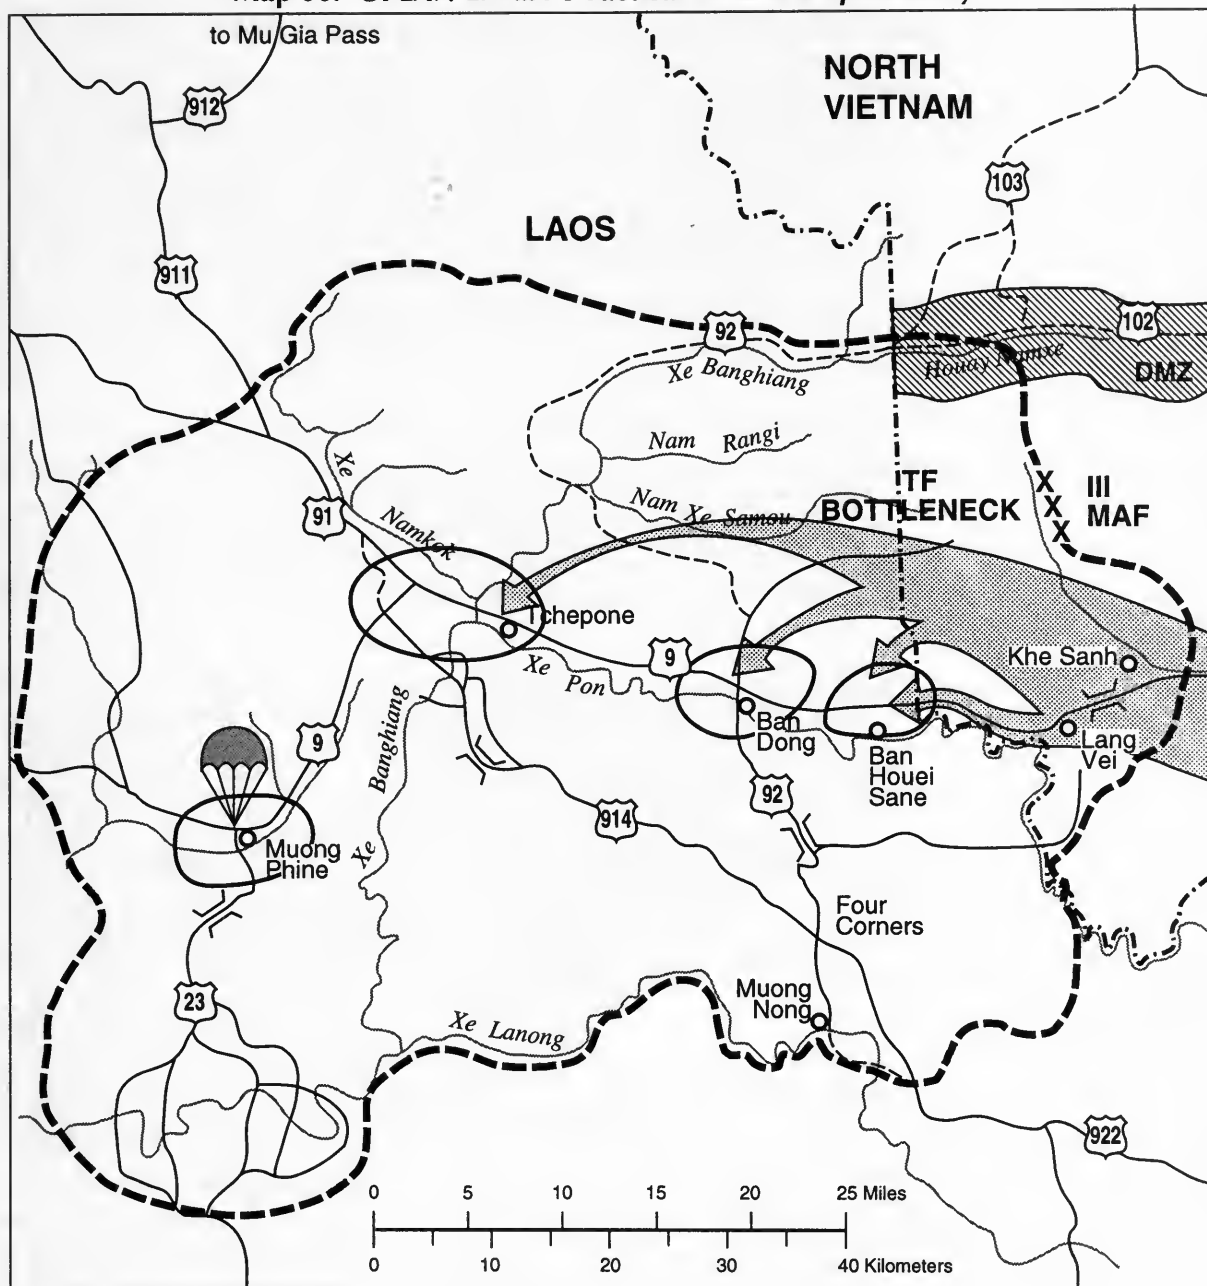 to Mu Gia Pass
912
NORTH
VIETNAM
103
LAOS
911
92
102
Xe Banghiang
Houay Namxe
DMZ
Nam Rangi
Xe
TF
BOTTLENECK
XXX
III
MAF
91
Namkok
Nam Xe Samou
Tchepone
9
Khe Sanh
Xe Pon
Ban
Dong
Lang
Vei
9
Xe Banghiang
Ban
Houei
Sane
92
914
Muong
Phine
Four
Corners
23
Muong
Nong
Xe Lanong
922
0 5 10 15 20 25 Miles
0 10 20 30 40 Kilometers